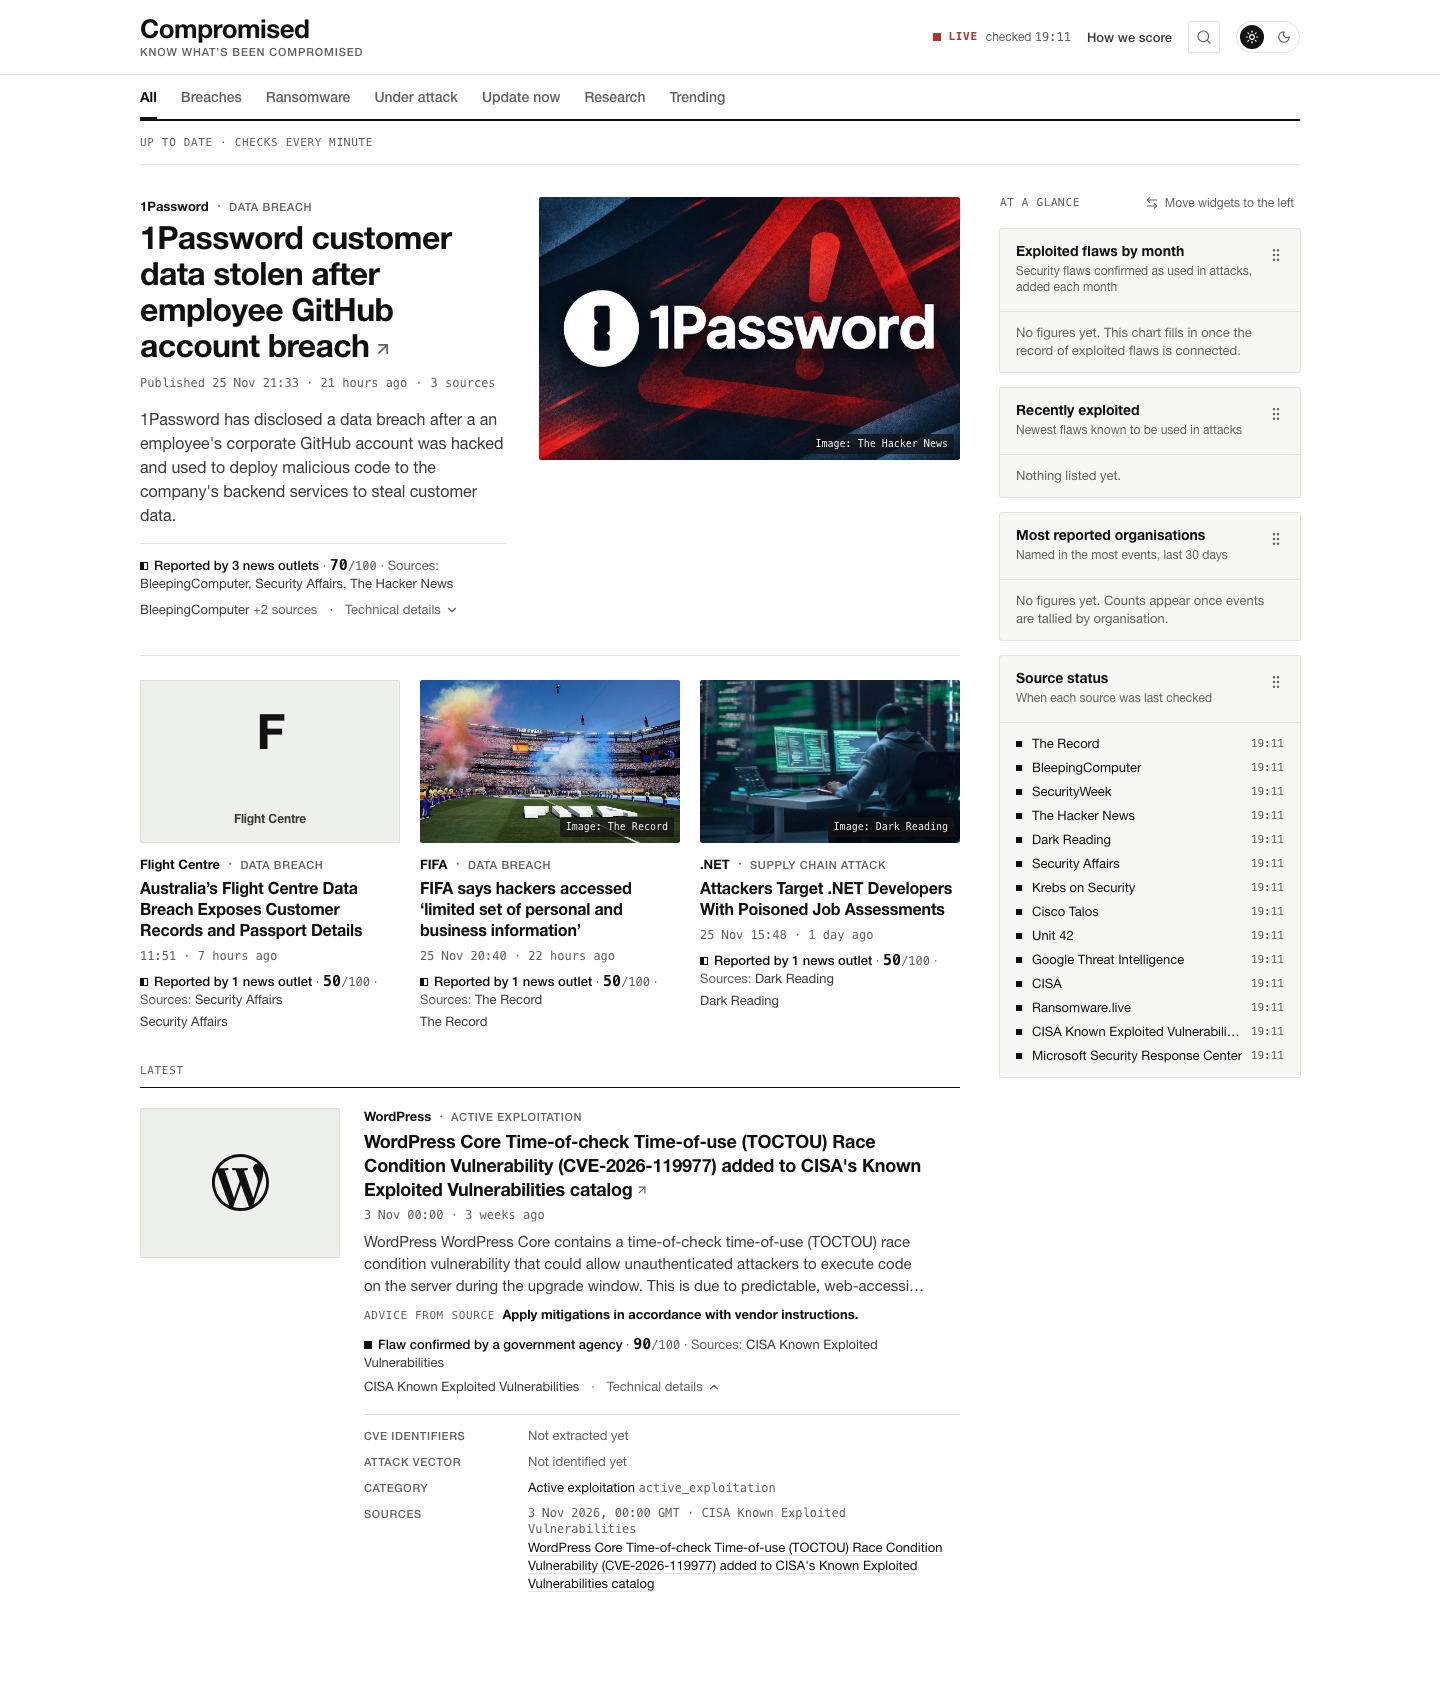 Compromised
KNOW WHAT'S BEEN COMPROMISED
LIVE checked 19:11 How we score
All Breaches Ransomware Under attack Update now Research Trending
UP TO DATE · CHECKS EVERY MINUTE
1Password · DATA BREACH
1Password customer
data stolen after
employee GitHub
account breach
Published 25 Nov 21:33 · 21 hours ago · 3 sources
1Password has disclosed a data breach after a an
employee's corporate GitHub account was hacked
and used to deploy malicious code to the
company's backend services to steal customer
data.
Reported by 3 news outlets · 70/100 · Sources:
BleepingComputer, Security Affairs, The Hacker News
BleepingComputer +2 sources · Technical details
1Password
Image: The Hacker News
F
Flight Centre
Flight Centre · DATA BREACH
Australia’s Flight Centre Data
Breach Exposes Customer
Records and Passport Details
11:51 · 7 hours ago
Reported by 1 news outlet · 50/100 ·
Sources: Security Affairs
Security Affairs
Image: The Record
FIFA · DATA BREACH
FIFA says hackers accessed
‘limited set of personal and
business information’
25 Nov 20:40 · 22 hours ago
Reported by 1 news outlet · 50/100 ·
Sources: The Record
The Record
Image: Dark Reading
.NET · SUPPLY CHAIN ATTACK
Attackers Target .NET Developers
With Poisoned Job Assessments
25 Nov 15:48 · 1 day ago
Reported by 1 news outlet · 50/100 ·
Sources: Dark Reading
Dark Reading
LATEST
WordPress · ACTIVE EXPLOITATION
WordPress Core Time-of-check Time-of-use (TOCTOU) Race
Condition Vulnerability (CVE-2026-119977) added to CISA's Known
Exploited Vulnerabilities catalog
3 Nov 00:00 · 3 weeks ago
WordPress WordPress Core contains a time-of-check time-of-use (TOCTOU) race
condition vulnerability that could allow unauthenticated attackers to execute code
on the server during the upgrade window. This is due to predictable, web-accessi…
ADVICE FROM SOURCE Apply mitigations in accordance with vendor instructions.
Flaw confirmed by a government agency · 90/100 · Sources: CISA Known Exploited
Vulnerabilities
CISA Known Exploited Vulnerabilities · Technical details
CVE IDENTIFIERS Not extracted yet
ATTACK VECTOR Not identified yet
CATEGORY Active exploitation active_exploitation
SOURCES 3 Nov 2026, 00:00 GMT · CISA Known Exploited
Vulnerabilities
WordPress Core Time-of-check Time-of-use (TOCTOU) Race Condition
Vulnerability (CVE-2026-119977) added to CISA's Known Exploited
Vulnerabilities catalog
AT A GLANCE Move widgets to the left
Exploited flaws by month
Security flaws confirmed as used in attacks,
added each month
No figures yet. This chart fills in once the
record of exploited flaws is connected.
Recently exploited
Newest flaws known to be used in attacks
Nothing listed yet.
Most reported organisations
Named in the most events, last 30 days
No figures yet. Counts appear once events
are tallied by organisation.
Source status
When each source was last checked
The Record 19:11
BleepingComputer 19:11
SecurityWeek 19:11
The Hacker News 19:11
Dark Reading 19:11
Security Affairs 19:11
Krebs on Security 19:11
Cisco Talos 19:11
Unit 42 19:11
Google Threat Intelligence 19:11
CISA 19:11
Ransomware.live 19:11
CISA Known Exploited Vulnerabili… 19:11
Microsoft Security Response Center 19:11